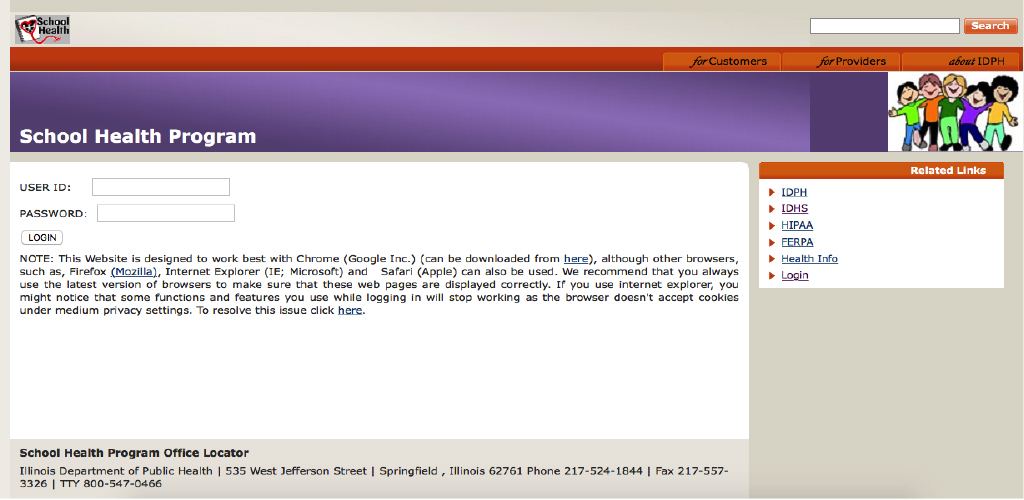 School
Health
Search
for Customers
for Providers
about IDPH
School Health Program
USER ID:
PASSWORD:
LOGIN
NOTE: This Website is designed to work best with Chrome (Google Inc.) (can be downloaded from here), although other browsers,
such as, Firefox (Mozilla), Internet Explorer (IE; Microsoft) and Safari (Apple) can also be used. We recommend that you always
use the latest version of browsers to make sure that these web pages are displayed correctly. If you use internet explorer, you
might notice that some functions and features you use while logging in will stop working as the browser doesn't accept cookies
under medium privacy settings. To resolve this issue click here.
Related Links
IDPH
IDHS
HIPAA
FERPA
Health Info
Login
School Health Program Office Locator
Illinois Department of Public Health | 535 West Jefferson Street | Springfield , Illinois 62761 Phone 217-524-1844 | Fax 217-557-
3326 | TTY 800-547-0466